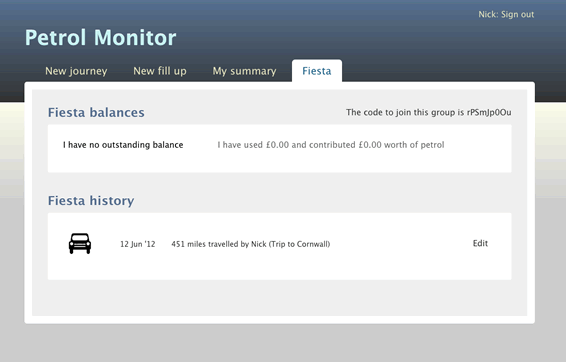 Nick: Sign out
Petrol Monitor
New journey New fill up My summary Fiesta
Fiesta balances The code to join this group is rPSmJp0Ou
I have no outstanding balance I have used £0.00 and contributed £0.00 worth of petrol
Fiesta history
12 Jun '12 451 miles travelled by Nick (Trip to Cornwall) Edit